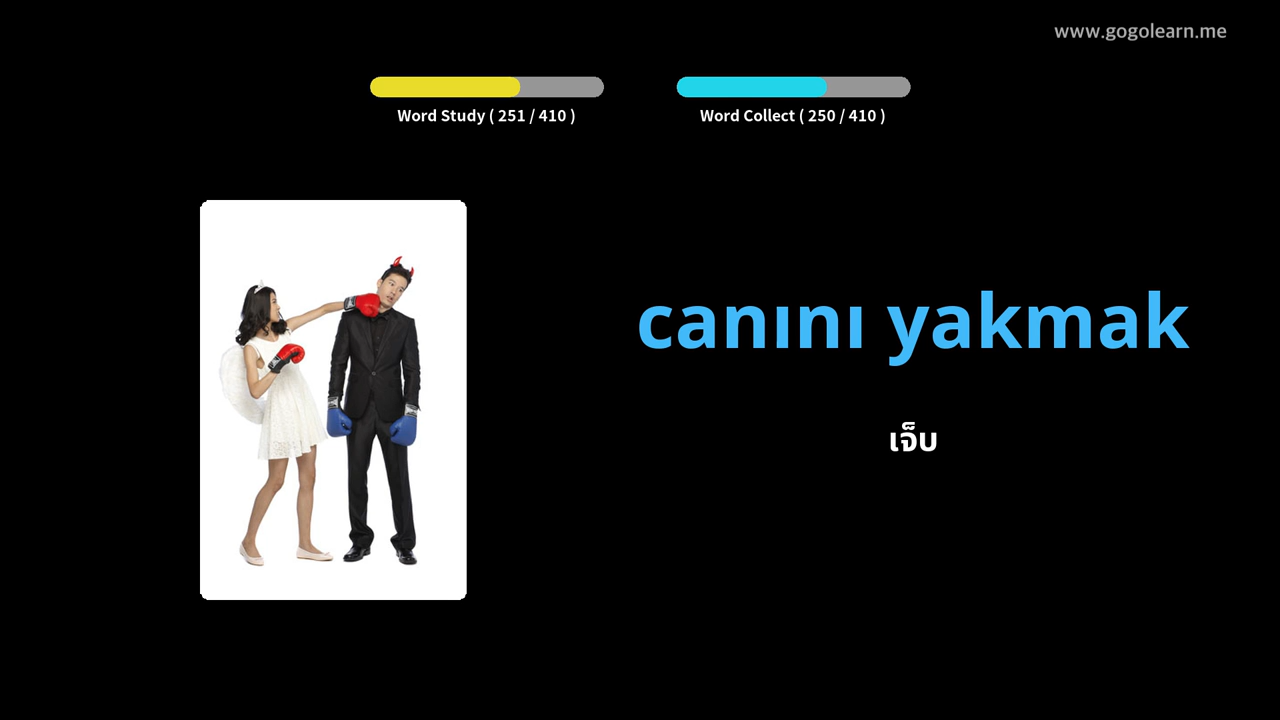 www.gogolearn.me
Word Study ( 251 / 410 )
Word Collect ( 250 / 410 )
canını yakmak
เจ็บ